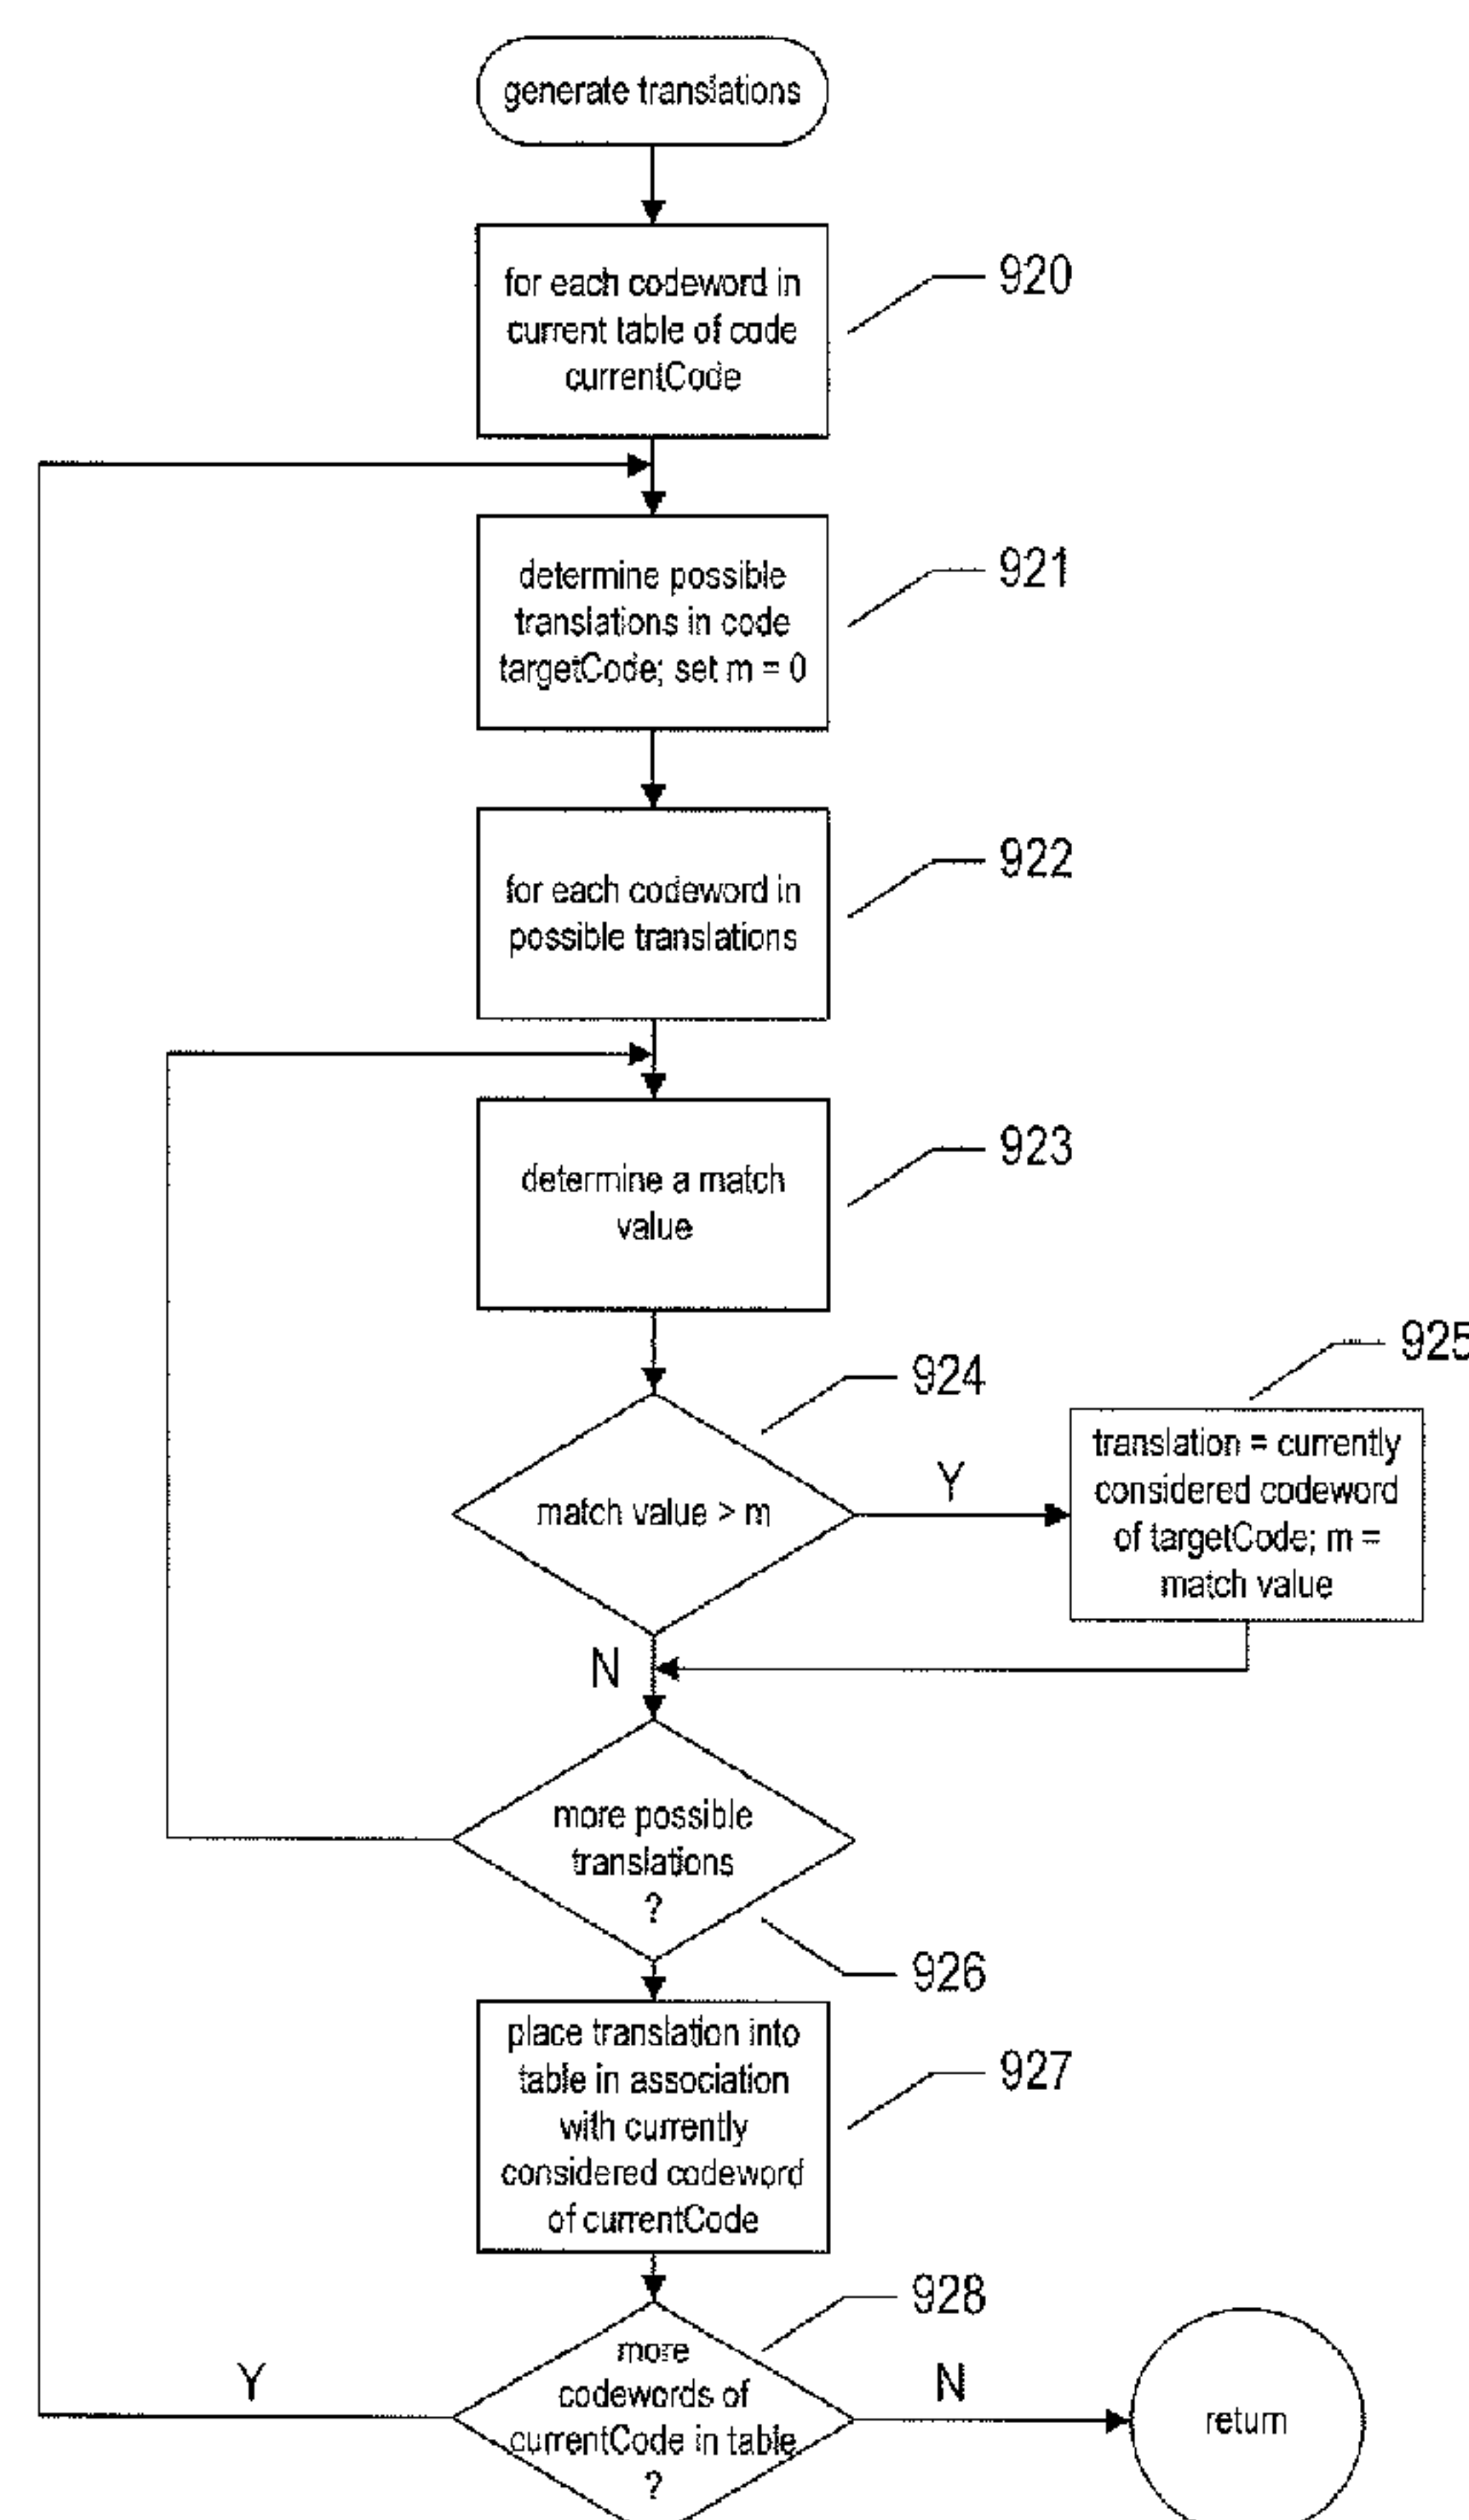 generate translations
for each codeword in
current table of code
currentCode
920
determine possible
translations in code
targetCode; set m = 0
921
for each codeword in
possible translations
922
determine a match
value
923
match value > m
924
Y
N
translation = currently
considered codeword
of targetCode; m =
match value
925
more possible
translations
?
926
place translation into
table in association
with currently
considered codeword
of currentCode
927
more
codewords of
currentCode in table
?
928
Y
N
return